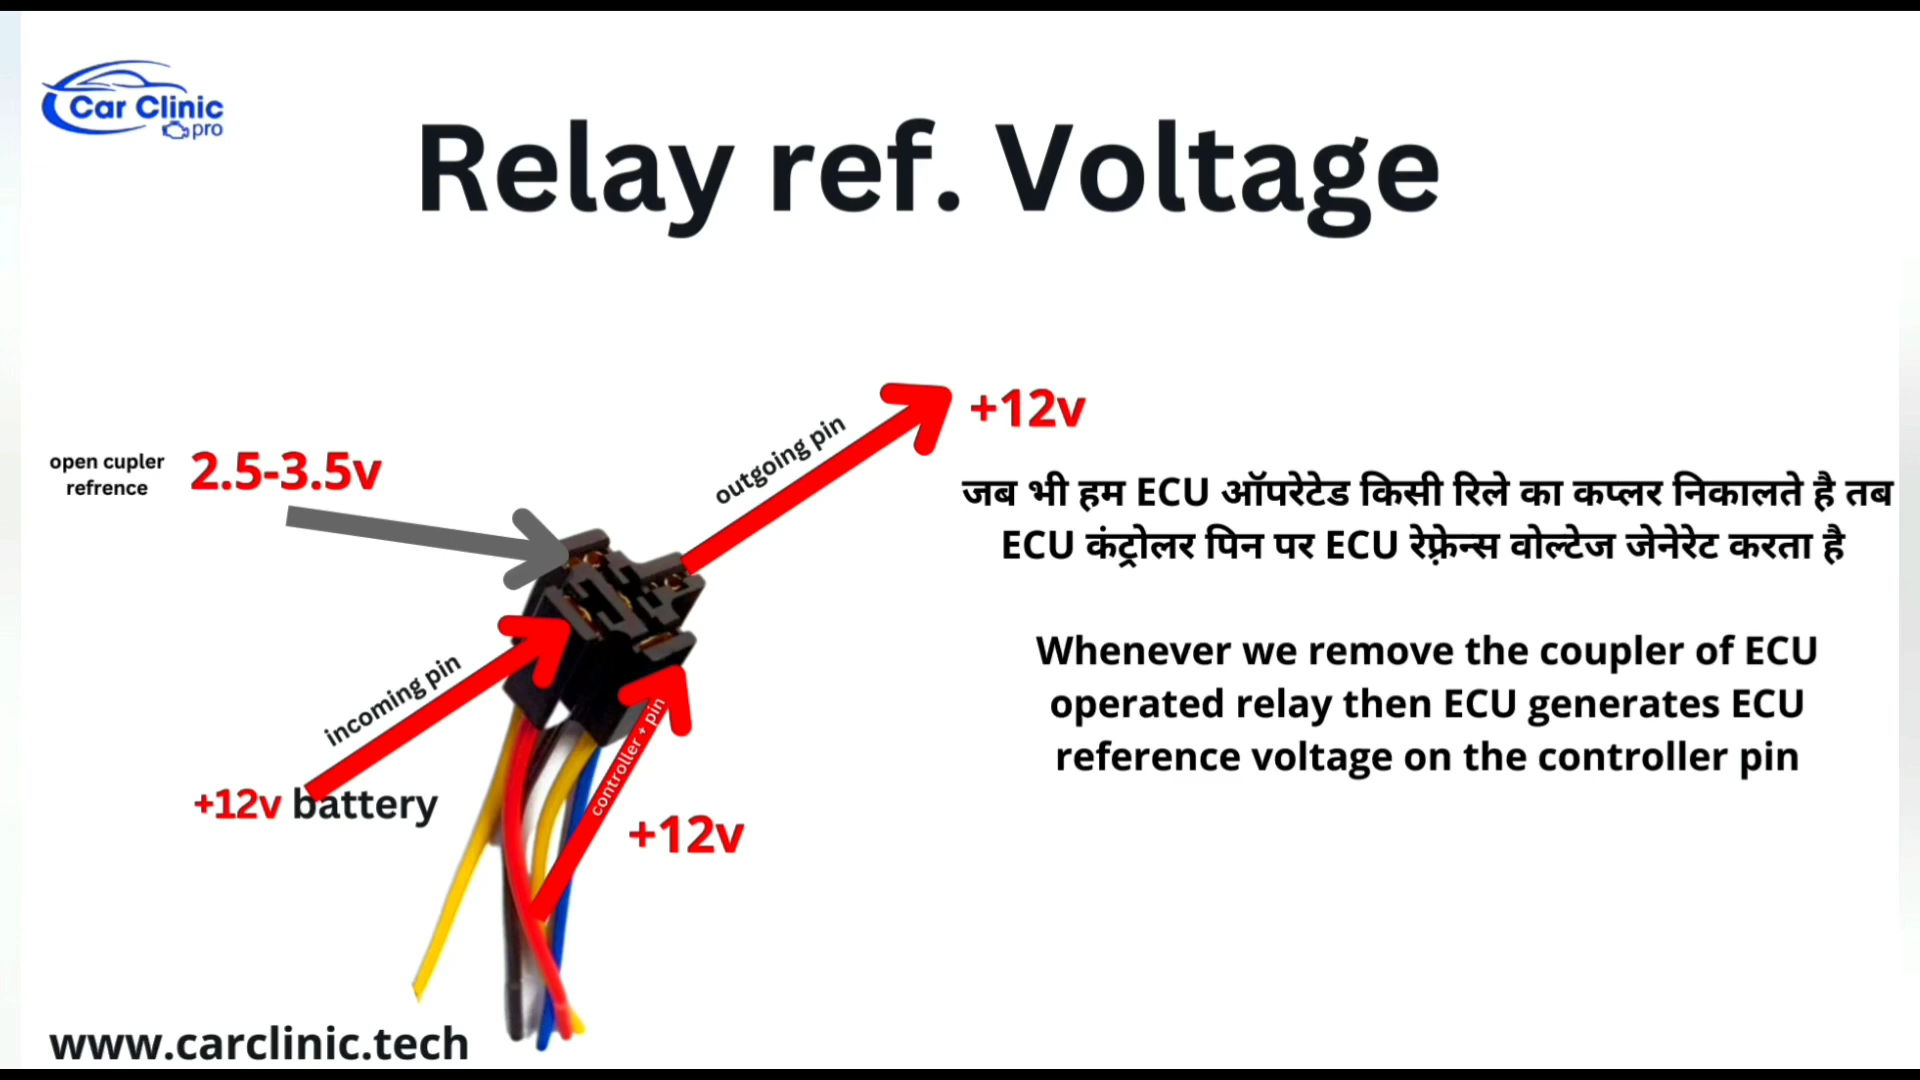 Car Clinic
pro
Relay ref. Voltage
outgoing pin
+12v
open cupler
refrence
2.5-3.5v
जब भी हम ECU ऑपरेटेड किसी रिले का कप्लर निकालते है तब
ECU कंट्रोलर पिन पर ECU रेफ़्रेन्स वोल्टेज जेनेरेट करता है
Whenever we remove the coupler of ECU
operated relay then ECU generates ECU
reference voltage on the controller pin
incoming pin
+12v battery
controller + pin
+12v
www.carclinic.tech